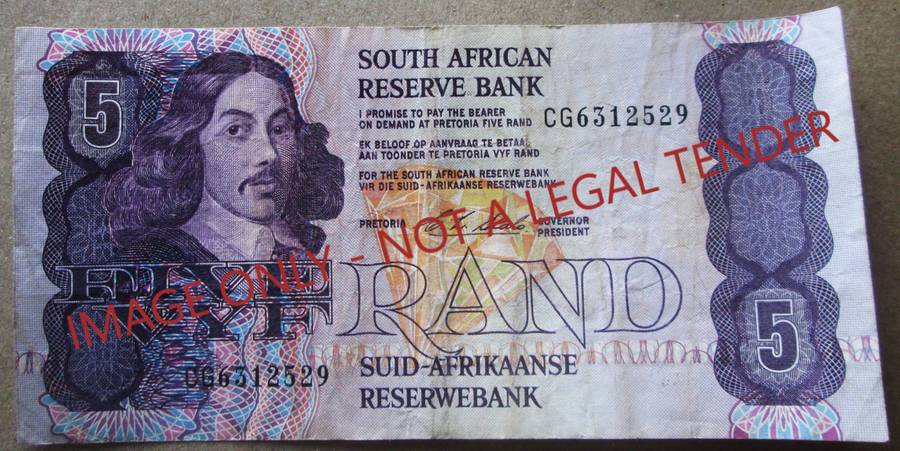 5
SOUTH AFRICAN
RESERVE BANK
I PROMISE TO PAY THE BEARER
ON DEMAND AT PRETORIA FIVE RAND
CG6312529
EK BELOOF OP AANVRAAG TE BETAAL
AAN TOONDER TE PRETORIA VYF RAND
FOR THE SOUTH AFRICAN RESERVE BANK
VIR DIE SUID-AFRIKAANSE RESERWEBANK
PRETORIA GOVERNOR
PRESIDENT
IMAGE ONLY - NOT A LEGAL TENDER
FIVE RAND
VYF
5
CG6312529
SUID-AFRIKAANSE
RESERWEBANK